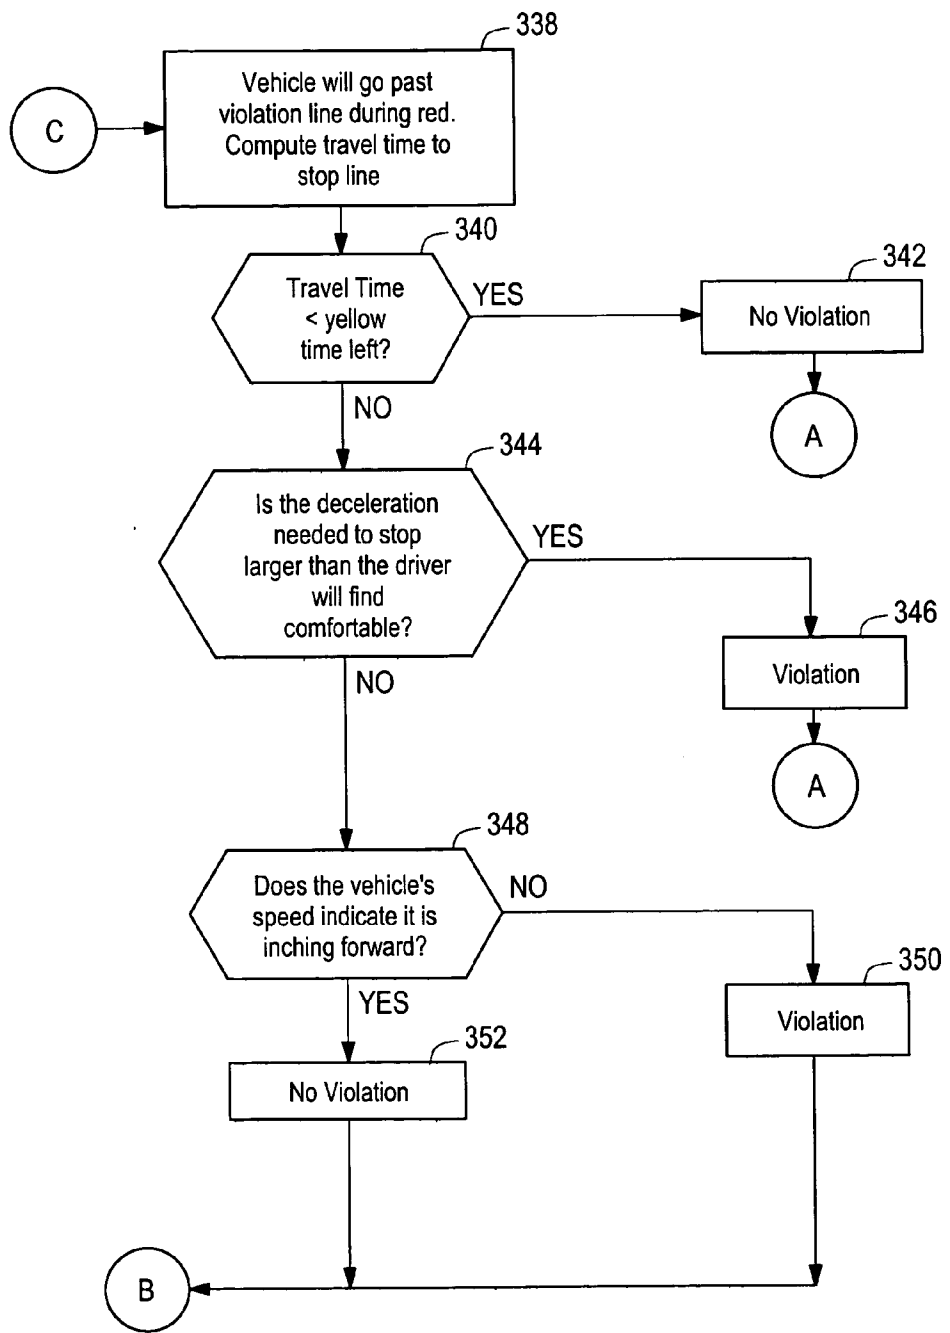 338
Vehicle will go past
violation line during red.
Compute travel time to
stop line
C
340
Travel Time
< yellow
time left?
YES
342
No Violation
NO
A
344
Is the deceleration
needed to stop
larger than the driver
will find
comfortable?
YES
346
Violation
NO
A
348
Does the vehicle's
speed indicate it is
inching forward?
NO
350
Violation
YES
352
No Violation
B